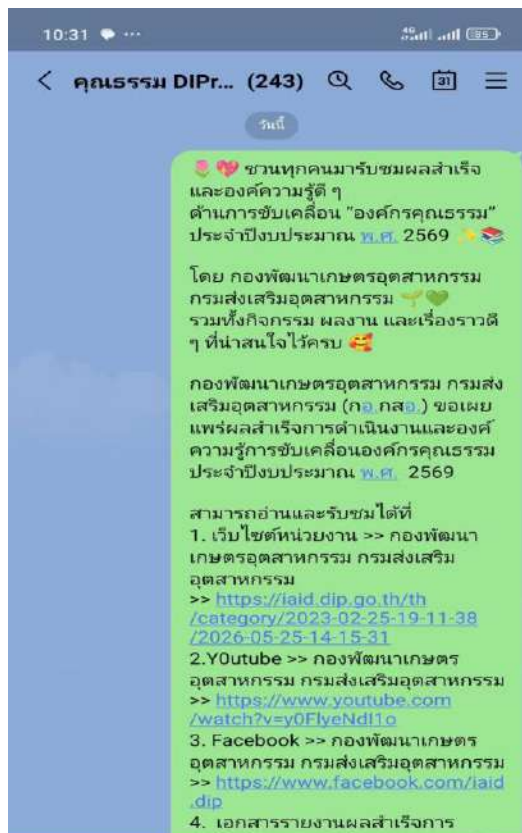 10:31
4G 95
คุณธรรม DIPr... (243)
31
วันนี้
🌷 💖 ชวนทุกคนมารับชมผลสำเร็จ
และองค์ความรู้ดี ๆ
ด้านการขับเคลื่อน "องค์กรคุณธรรม"
ประจำปีงบประมาณ พ.ศ. 2569 ✨📚
โดย กองพัฒนาเกษตรอุตสาหกรรม
กรมส่งเสริมอุตสาหกรรม 🌱💚
รวมทั้งกิจกรรม ผลงาน และเรื่องราวดี
ๆ ที่น่าสนใจไว้ครบ 🥰
กองพัฒนาเกษตรอุตสาหกรรม กรมส่ง
เสริมอุตสาหกรรม (กอ.กสอ.) ขอเผย
แพร่ผลสำเร็จการดำเนินงานและองค์
ความรู้การขับเคลื่อนองค์กรคุณธรรม
ประจำปีงบประมาณ พ.ศ. 2569
สามารถอ่านและรับชมได้ที่
1. เว็บไซต์หน่วยงาน >> กองพัฒนา
เกษตรอุตสาหกรรม กรมส่งเสริม
อุตสาหกรรม
>> https://iaid.dip.go.th/th
/category/2023-02-25-19-11-38
/2026-05-25-14-15-31
2.Y0utube >> กองพัฒนาเกษตร
อุตสาหกรรม กรมส่งเสริมอุตสาหกรรม
>> https://www.youtube.com
/watch?v=y0FlyeNdI1o
3. Facebook >> กองพัฒนาเกษตร
อุตสาหกรรม กรมส่งเสริมอุตสาหกรรม
>> https://www.facebook.com/iaid
.dip
4. เอกสารรายงานผลสำเร็จการ